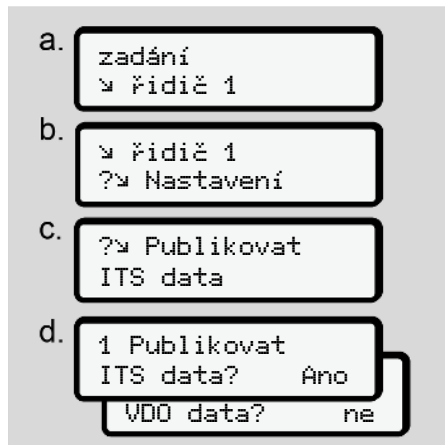 a.
zadání
↘ řidič 1
b.
↘ řidič 1
?↘ Nastavení
c.
?↘ Publikovat
ITS data
d.
1 Publikovat
ITS data? Ano
VDO data? ne